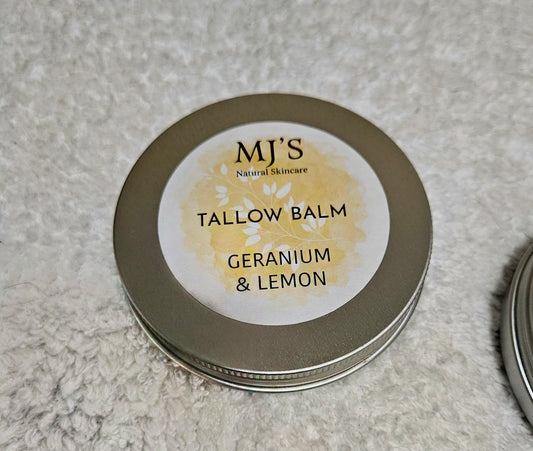 MJ'S
Natural Skincare
TALLOW BALM
GERANIUM
& LEMON